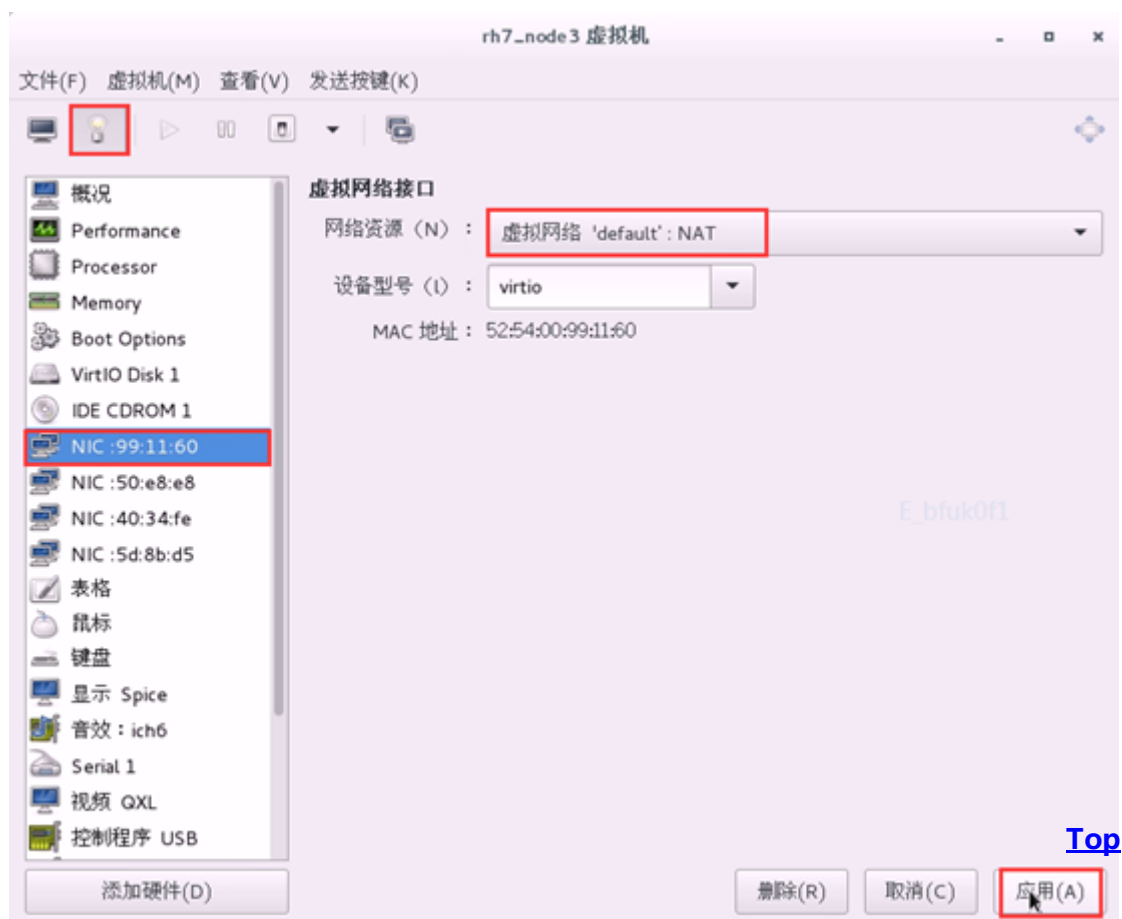 rh7_node3 虚拟机
文件(F) 虚拟机(M) 查看(V) 发送按键(K)
概况
Performance
Processor
Memory
Boot Options
VirtIO Disk 1
IDE CDROM 1
NIC :99:11:60
NIC :50:e8:e8
NIC :40:34:fe
NIC :5d:8b:d5
表格
鼠标
键盘
显示 Spice
音效：ich6
Serial 1
视频 QXL
控制程序 USB
添加硬件(D)
虚拟网络接口
网络资源（N）： 虚拟网络 'default' : NAT
设备型号（l）： virtio
MAC 地址： 52:54:00:99:11:60
E_bfuk0f1
Top
删除(R) 取消(C) 应用(A)